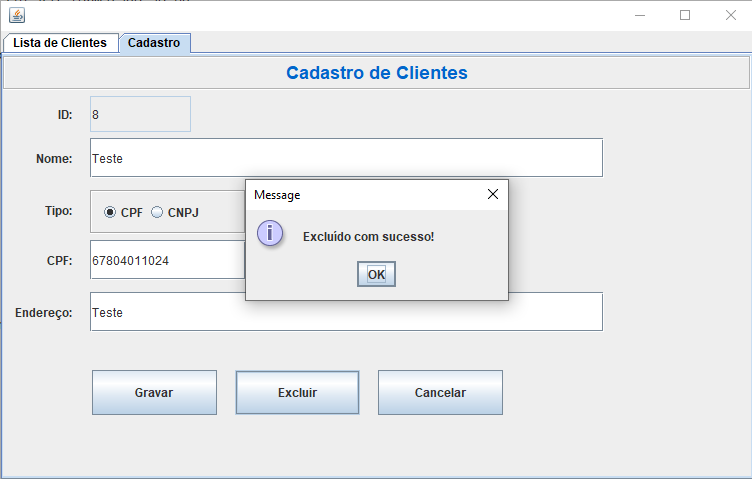 Lista de Clientes Cadastro
Cadastro de Clientes
ID: 8
Nome: Teste
Message
Tipo: CPF CNPJ
Excluído com sucesso!
CPF: 67804011024
OK
Endereço: Teste
Gravar Excluir Cancelar